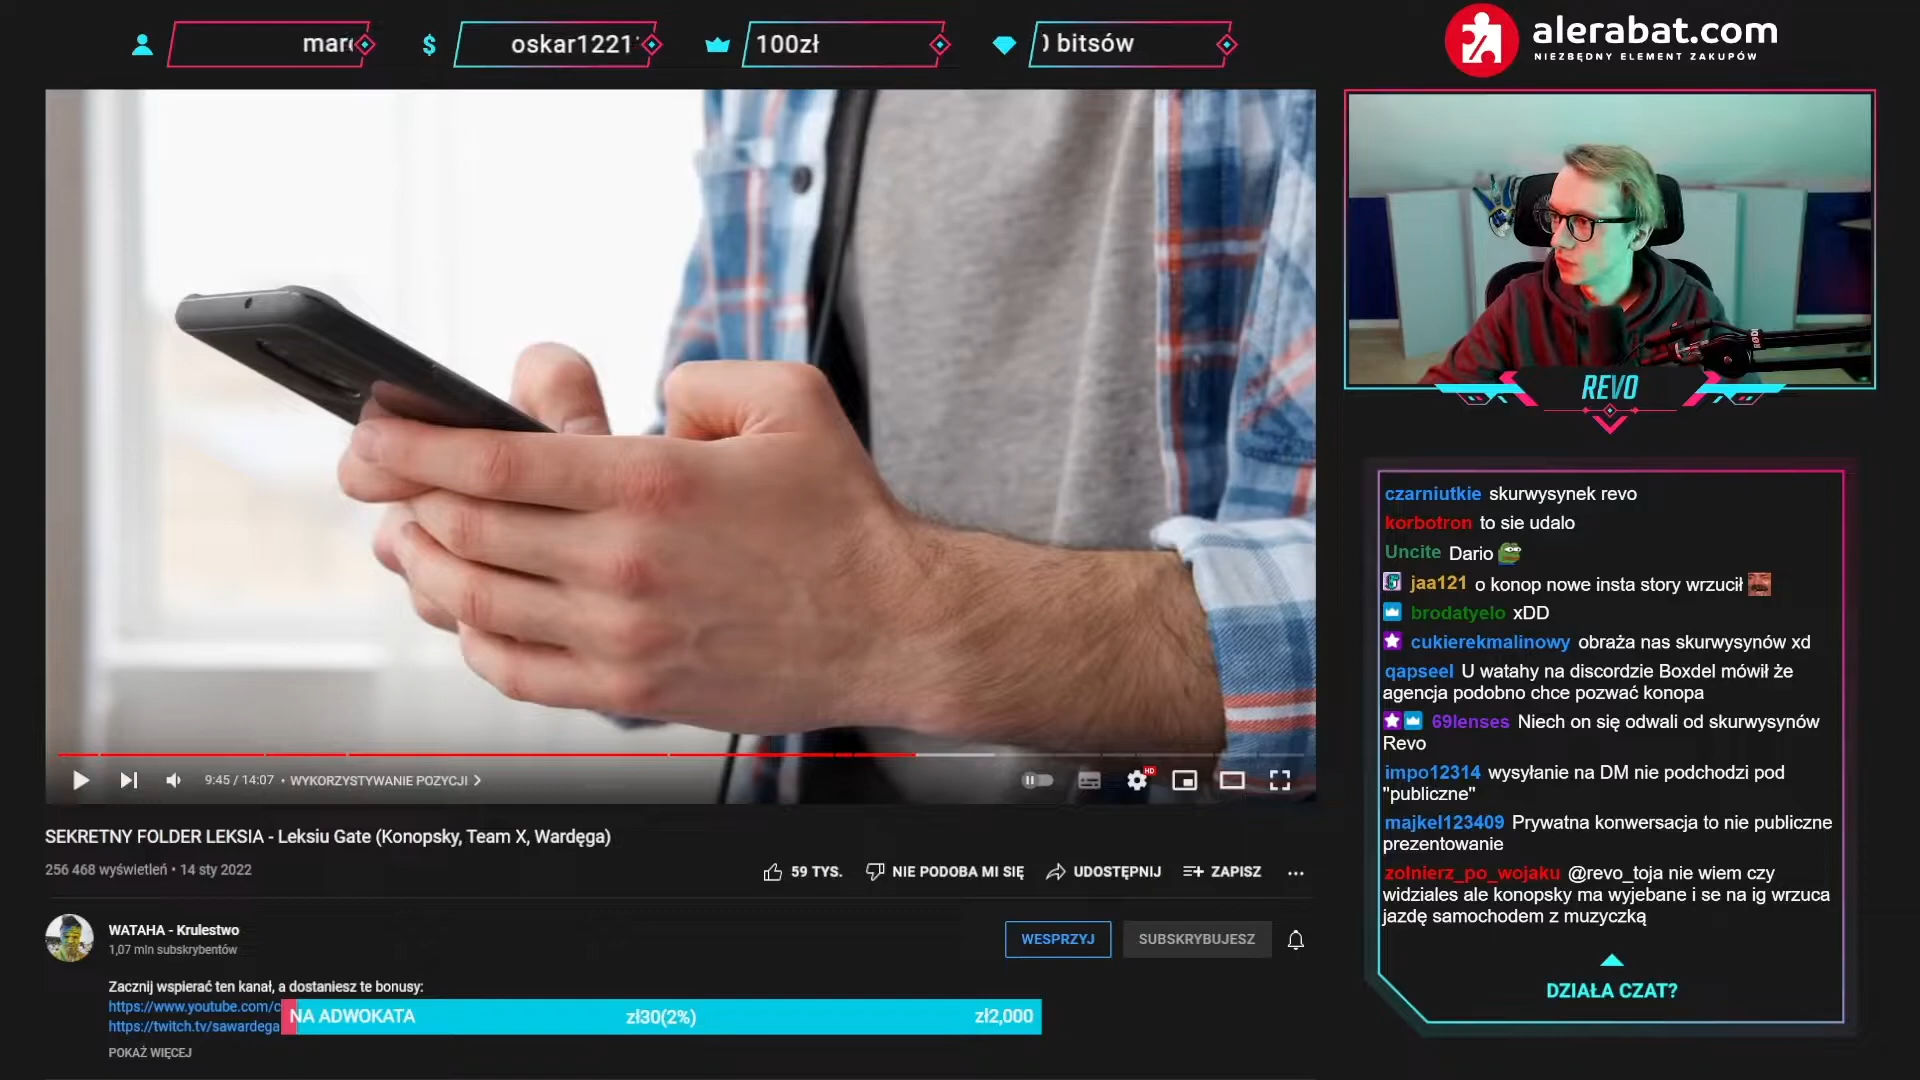 oskar1221
100zł
bitsów
alerabat.com
NIEZBĘDNY ELEMENT ZAKUPÓW
REVO
czarniutkie skurwysynek revo
korbotron to sie udalo
Uncite Dario
jaa121 o konop nowe insta story wrzucił
brodatyelo xDD
cukierekmalinowy obraża nas skurwysynów xd
qapseel U watahy na discordzie Boxdel mówił że
agencja podobno chce pozwać konopa
69lenses Niech on się odwali od skurwysynów
Revo
impo12314 wysyłanie na DM nie podchodzi pod
"publiczne"
majkel123409 Prywatna konwersacja to nie publiczne
prezentowanie
zolnierz_po_wojaku @revo_toja nie wiem czy
widziales ale konopsky ma wyjebane i se na ig wrzuca
jazdę samochodem z muzyczką
DZIAŁA CZAT?
9:45 / 14:07 • WYKORZYSTYWANIE POZYCJI
HD
SEKRETNY FOLDER LEKSIA - Leksiu Gate (Konopsky, Team X, Wardęga)
256 468 wyświetleń • 14 sty 2022
59 TYS. NIE PODOBA MI SIĘ UDOSTĘPNIJ ZAPISZ
WATAHA - Krulestwo
1,07 mln subskrybentów
WESPRZYJ SUBSKRYBUJESZ
Zacznij wspierać ten kanał, a dostaniesz te bonusy:
https://www.youtube.com/c
https://twitch.tv/sawardega
NA ADWOKATA zł30(2%) zł2,000
POKAŻ WIĘCEJ